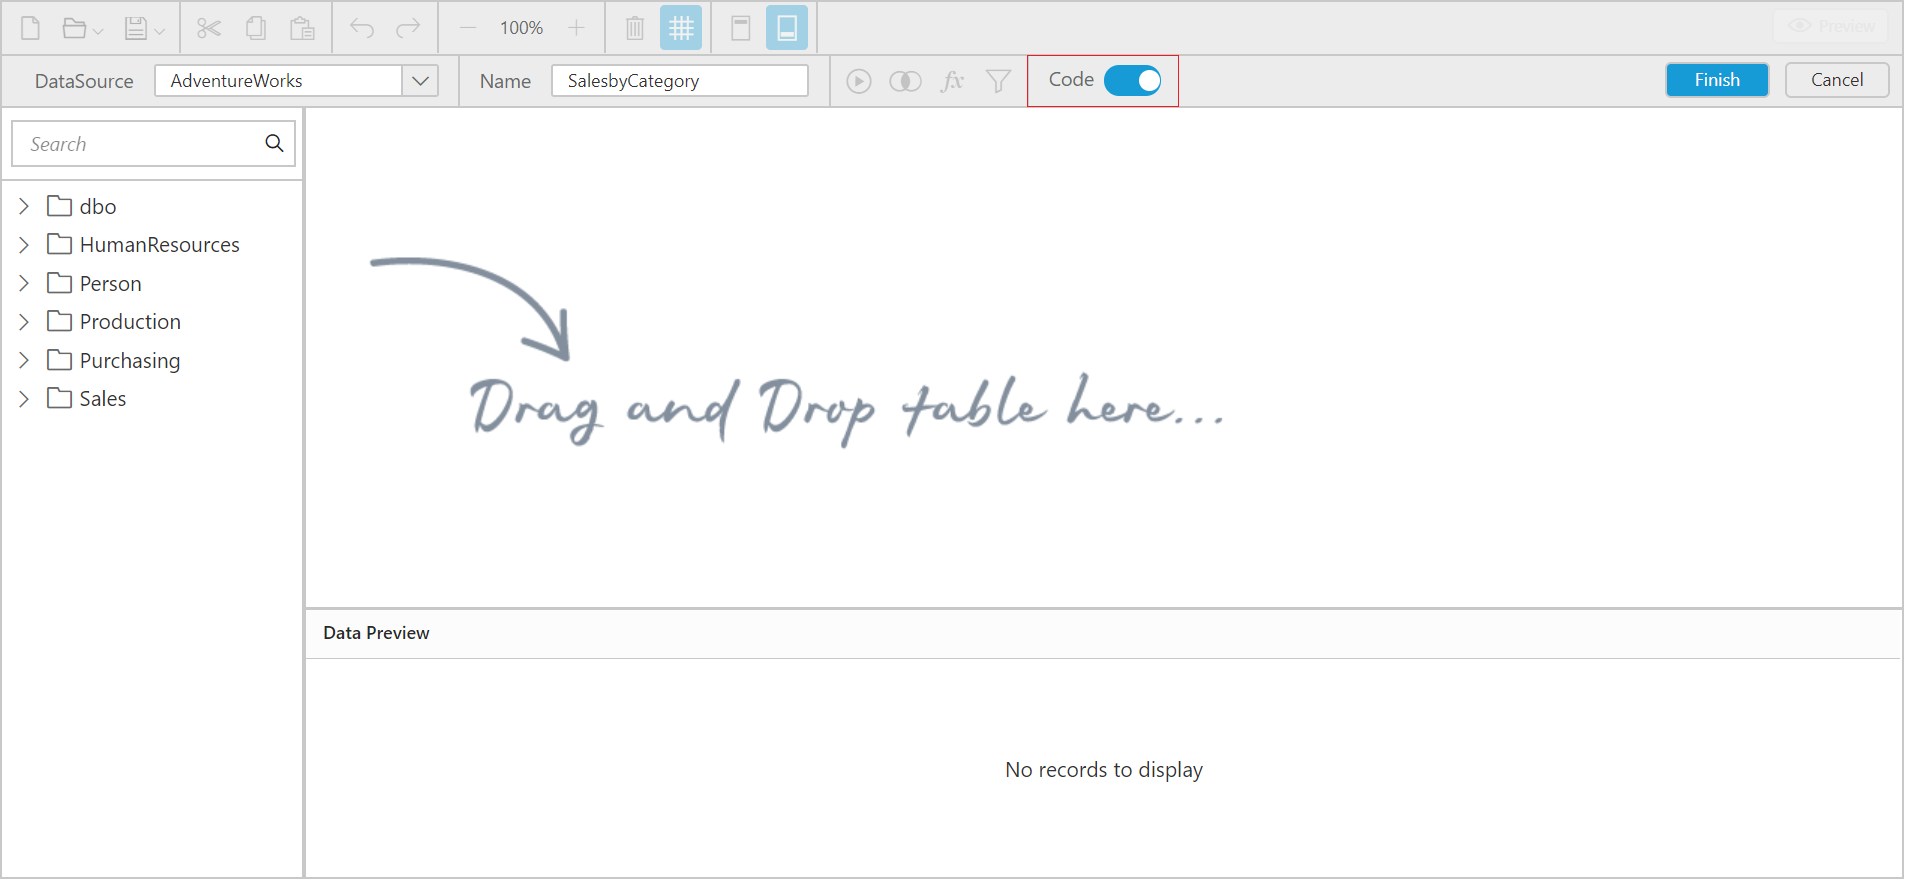 100%
Preview
DataSource AdventureWorks Name SalesbyCategory fx Code Finish Cancel
Search
dbo
HumanResources
Person
Production
Purchasing
Sales
Drag and Drop table here...
Data Preview
No records to display